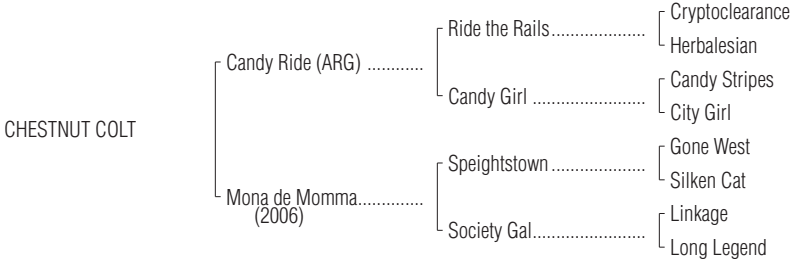 Cryptoclearance
Ride the Rails.....................
Herbalesian
Candy Ride (ARG) ............
Candy Stripes
Candy Girl .........................
City Girl
CHESTNUT COLT
Gone West
Speightstown .....................
Silken Cat
Mona de Momma..............
(2006)
Linkage
Society Gal.........................
Long Legend